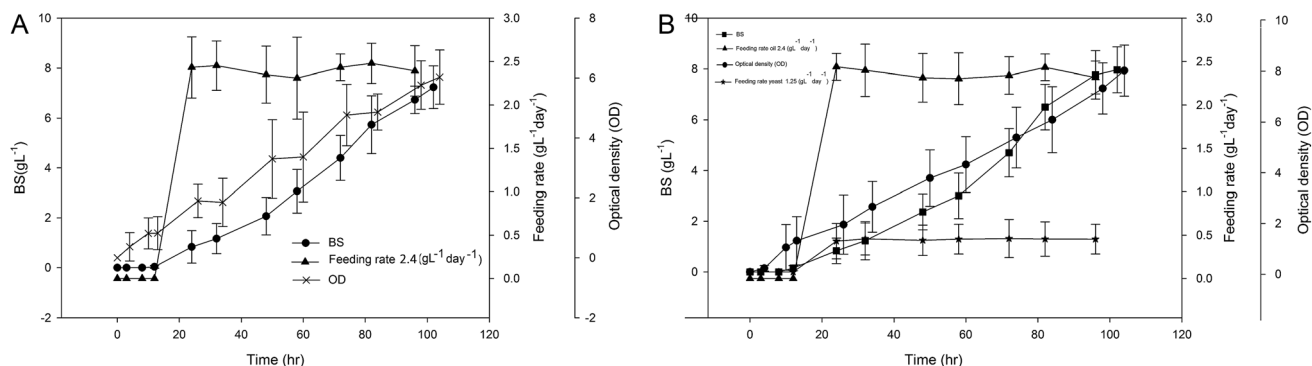 A
BS(gL⁻¹)
10
8
6
4
2
0
-2
0 20 40 60 80 100 120
Time (hr)
3.0
2.5
2.0
1.5
1.0
0.5
0.0
Feeding rate (gL⁻¹day⁻¹)
8
6
4
2
0
-2
Optical density (OD)
BS
Feeding rate 2.4 (gL⁻¹day⁻¹)
OD
B
BS (gL⁻¹)
10
8
6
4
2
0
-2
0 20 40 60 80 100 120
Time (hr)
3.0
2.5
2.0
1.5
1.0
0.5
0.0
Feeding rate (gL⁻¹day⁻¹)
10
8
6
4
2
0
Optical density (OD)
BS
Feeding rate oil 2.4 (gL⁻¹day⁻¹)
Optical density (OD)
Feeding rate yeast 1.25 (gL⁻¹day⁻¹)